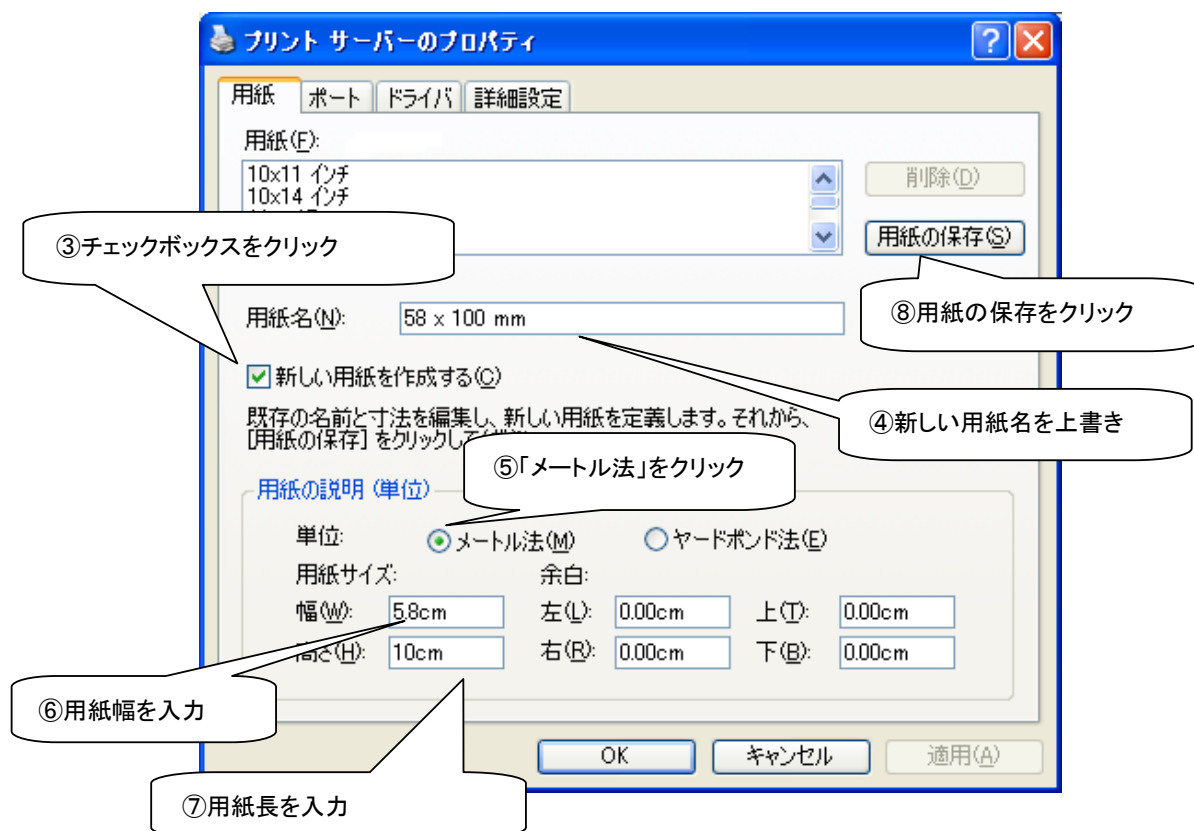 プリント サーバーのプロパティ
用紙 ポート ドライバ 詳細設定
用紙(F):
10x11 インチ
10x14 インチ
削除(D)
用紙の保存(S)
③チェックボックスをクリック
⑧用紙の保存をクリック
用紙名(N): 58 x 100 mm
新しい用紙を作成する(C)
④新しい用紙名を上書き
既存の名前と寸法を編集し、新しい用紙を定義します。それから、
[用紙の保存] をクリックして
⑤「メートル法」をクリック
用紙の説明 (単位)
単位: メートル法(M) ヤードポンド法(E)
用紙サイズ: 余白:
幅(W): 5.8cm 左(L): 0.00cm 上(T): 0.00cm
高さ(H): 10cm 右(R): 0.00cm 下(B): 0.00cm
⑥用紙幅を入力
OK キャンセル 適用(A)
⑦用紙長を入力